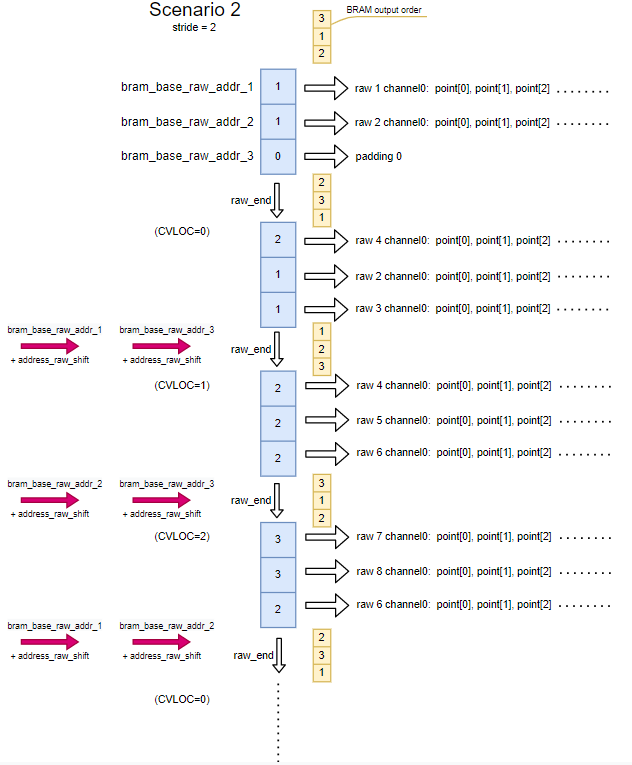 Scenario 2
stride = 2
BRAM output order
3
1
2
bram_base_raw_addr_1
1
raw 1 channel0: point[0], point[1], point[2] ........
bram_base_raw_addr_2
1
raw 2 channel0: point[0], point[1], point[2] ........
bram_base_raw_addr_3
0
padding 0
raw_end
2
3
1
(CVLOC=0)
2
raw 4 channel0: point[0], point[1], point[2] ........
1
raw 2 channel0: point[0], point[1], point[2] ........
1
raw 3 channel0: point[0], point[1], point[2] ........
bram_base_raw_addr_1
bram_base_raw_addr_3
+ address_raw_shift
+ address_raw_shift
raw_end
1
2
3
(CVLOC=1)
2
raw 4 channel0: point[0], point[1], point[2] ........
2
raw 5 channel0: point[0], point[1], point[2] ........
2
raw 6 channel0: point[0], point[1], point[2] ........
bram_base_raw_addr_2
bram_base_raw_addr_3
+ address_raw_shift
+ address_raw_shift
raw_end
3
1
2
(CVLOC=2)
3
raw 7 channel0: point[0], point[1], point[2] ........
3
raw 8 channel0: point[0], point[1], point[2] ........
2
raw 6 channel0: point[0], point[1], point[2] ........
bram_base_raw_addr_1
bram_base_raw_addr_2
+ address_raw_shift
+ address_raw_shift
raw_end
2
3
1
(CVLOC=0)